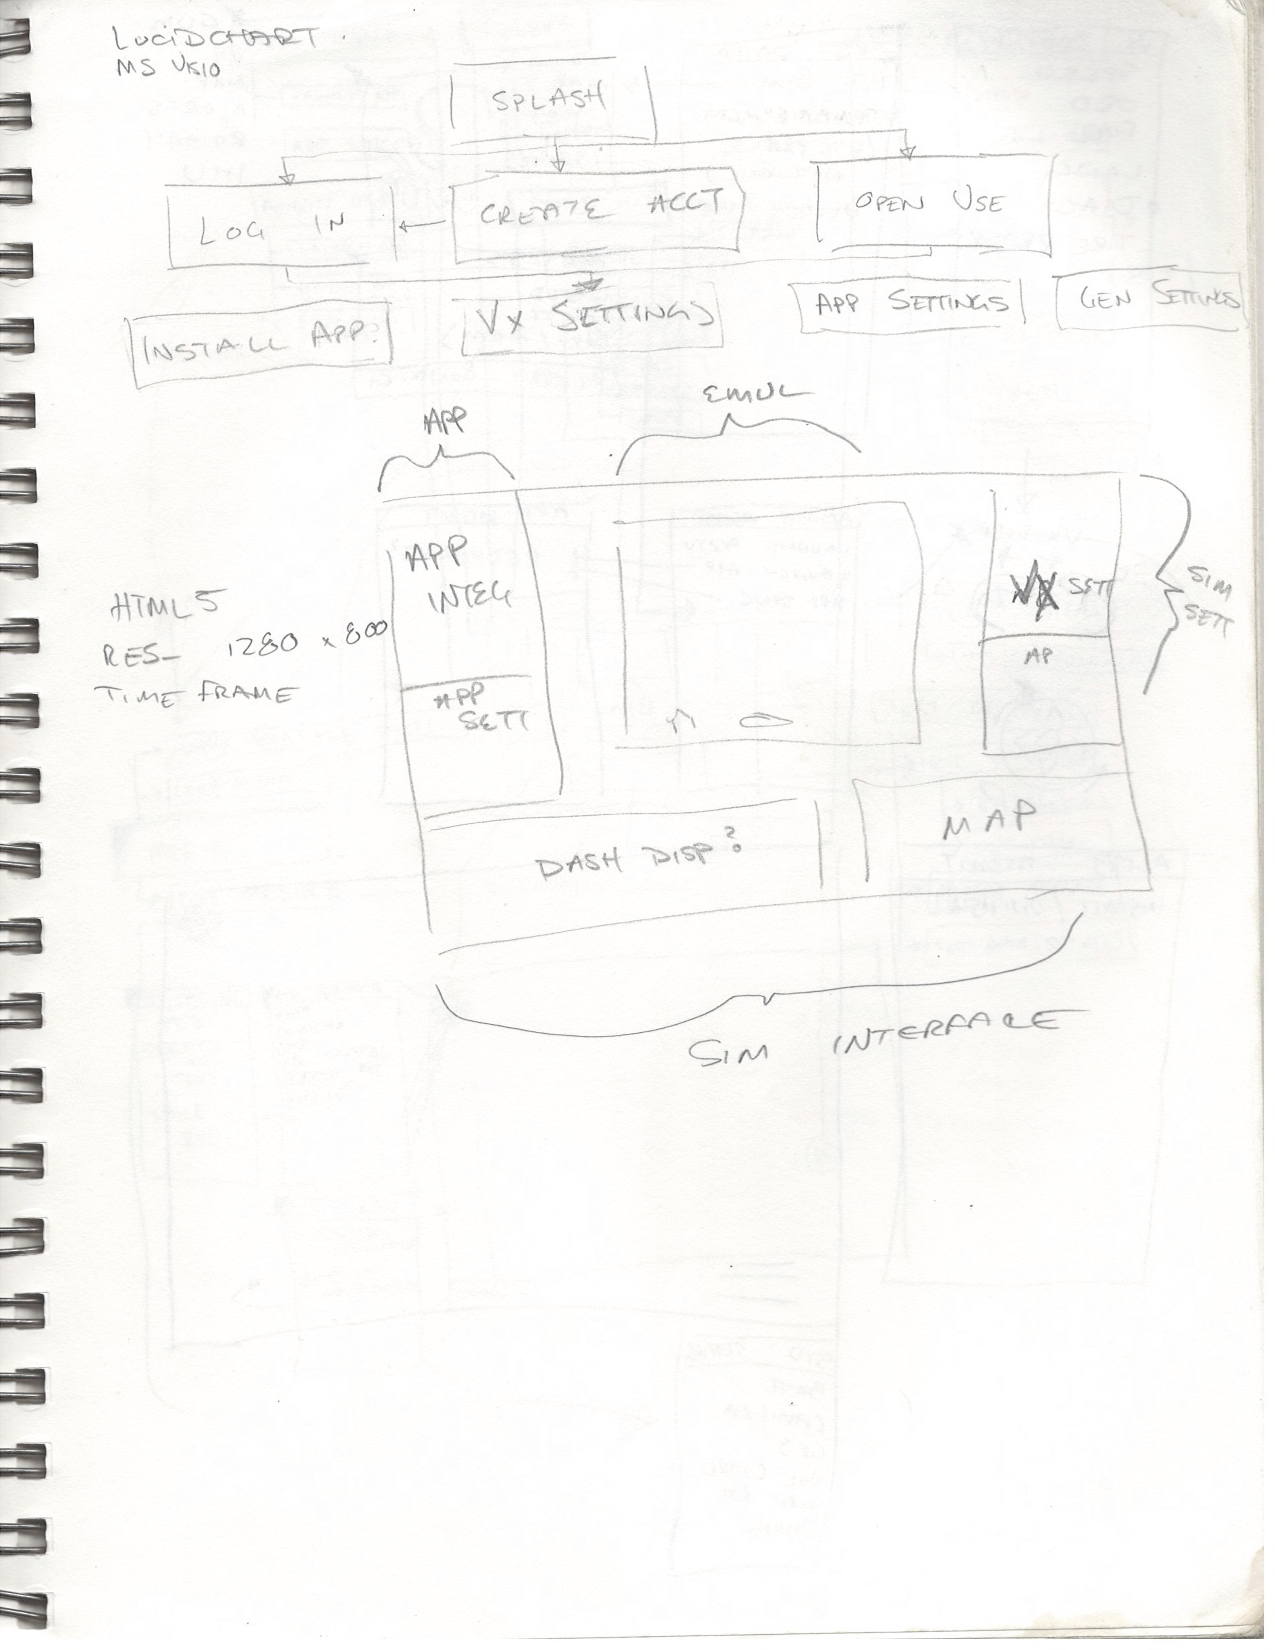 LUCIDCHART
MS VISIO
SPLASH
LOG IN
CREATE ACCT
OPEN USE
INSTALL APP
VX SETTINGS
APP SETTINGS
GEN SETTINGS
APP
EMUL
APP
INTEG
APP
SETT
VX SETT
AP
SIM
SETT
HTML5
RES- 1280 x 800
TIME FRAME
DASH DISP?
MAP
SIM INTERFACE